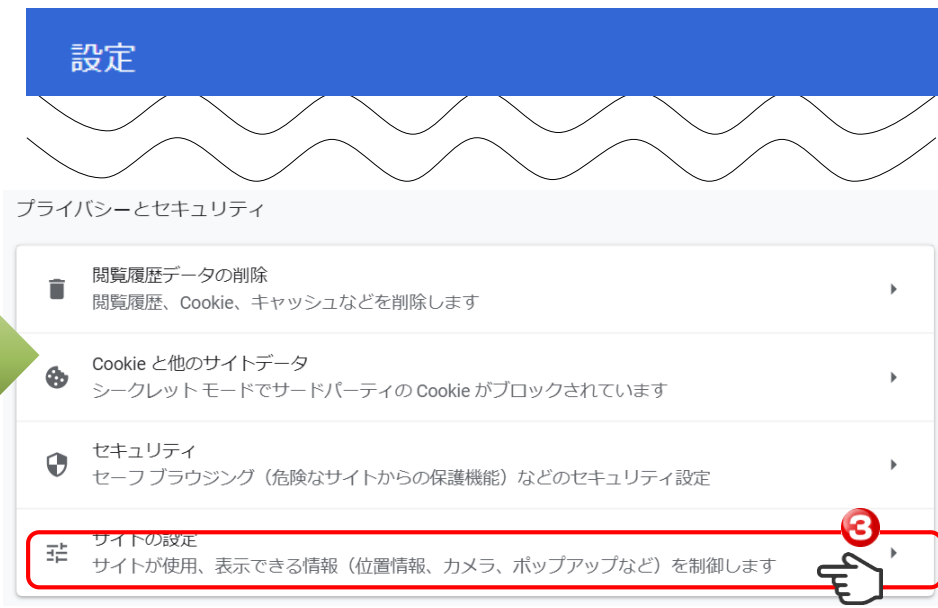 設定
プライバシーとセキュリティ
閲覧履歴データの削除
閲覧履歴、Cookie、キャッシュなどを削除します
Cookie と他のサイトデータ
シークレット モードでサードパーティの Cookie がブロックされています
セキュリティ
セーフ ブラウジング（危険なサイトからの保護機能）などのセキュリティ設定
サイトの設定
3
サイトが使用、表示できる情報（位置情報、カメラ、ポップアップなど）を制御します